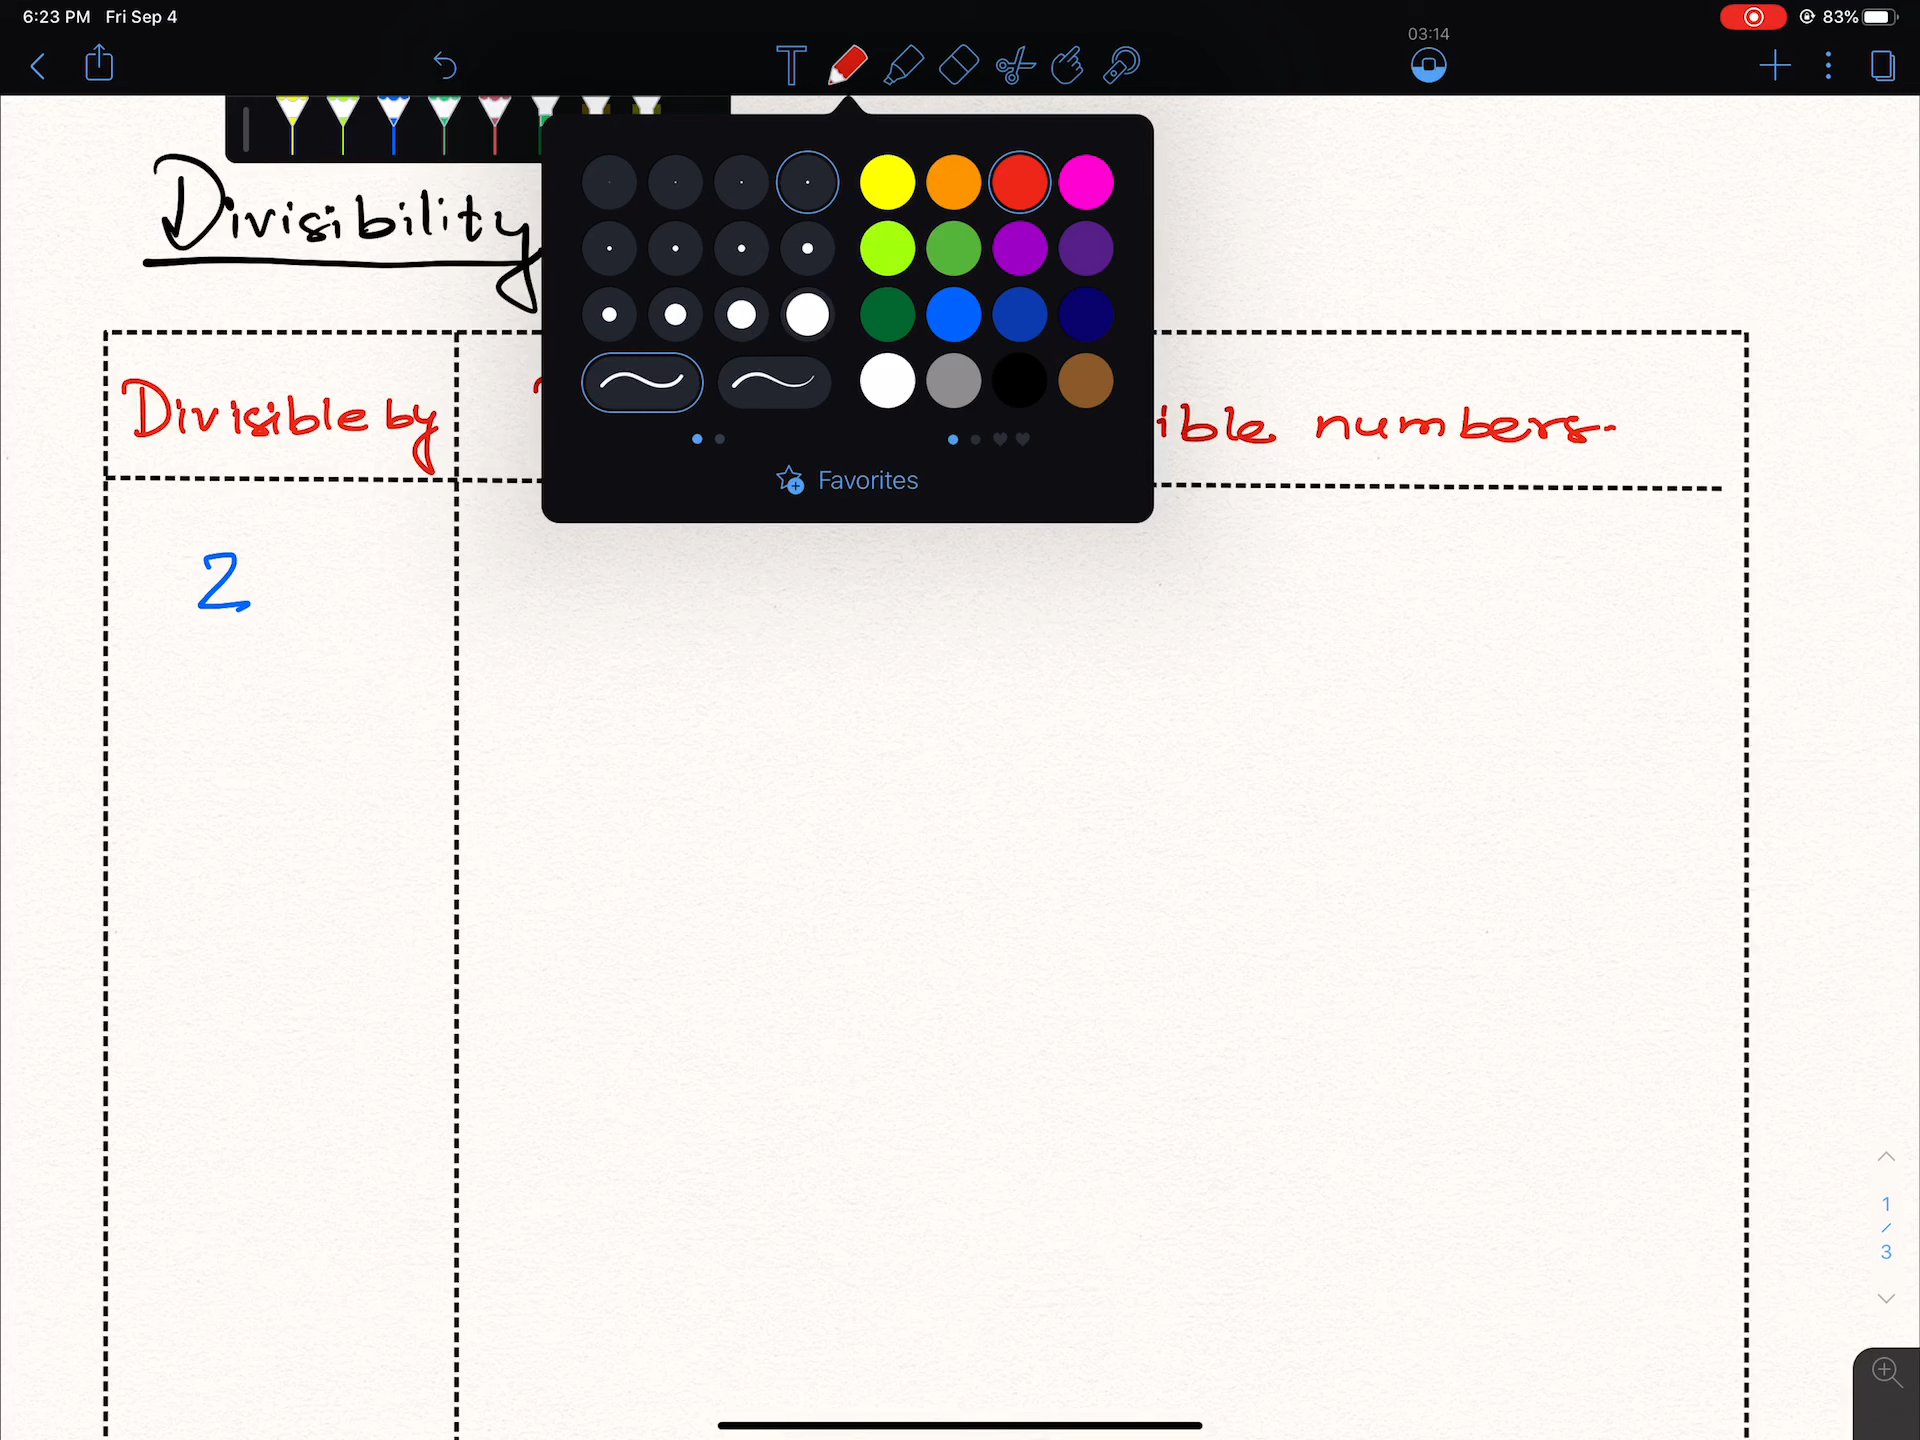 6:23 PM Fri Sep 4
83%
03:14
Divisibility
Divisible by
ible numbers.
Favorites
2
1
/
3